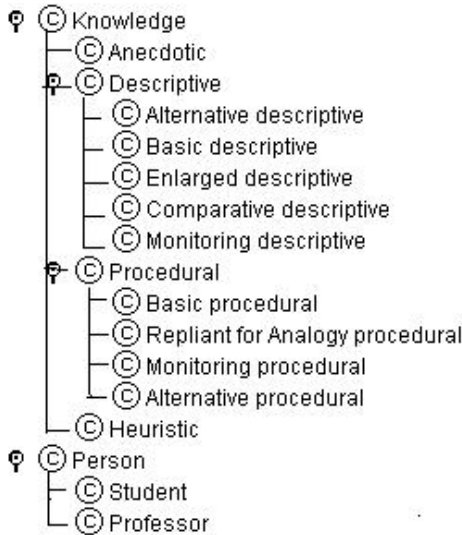 © Knowledge
© Anecdotic
© Descriptive
© Alternative descriptive
© Basic descriptive
© Enlarged descriptive
© Comparative descriptive
© Monitoring descriptive
© Procedural
© Basic procedural
© Repliant for Analogy procedural
© Monitoring procedural
© Alternative procedural
© Heuristic
© Person
© Student
© Professor